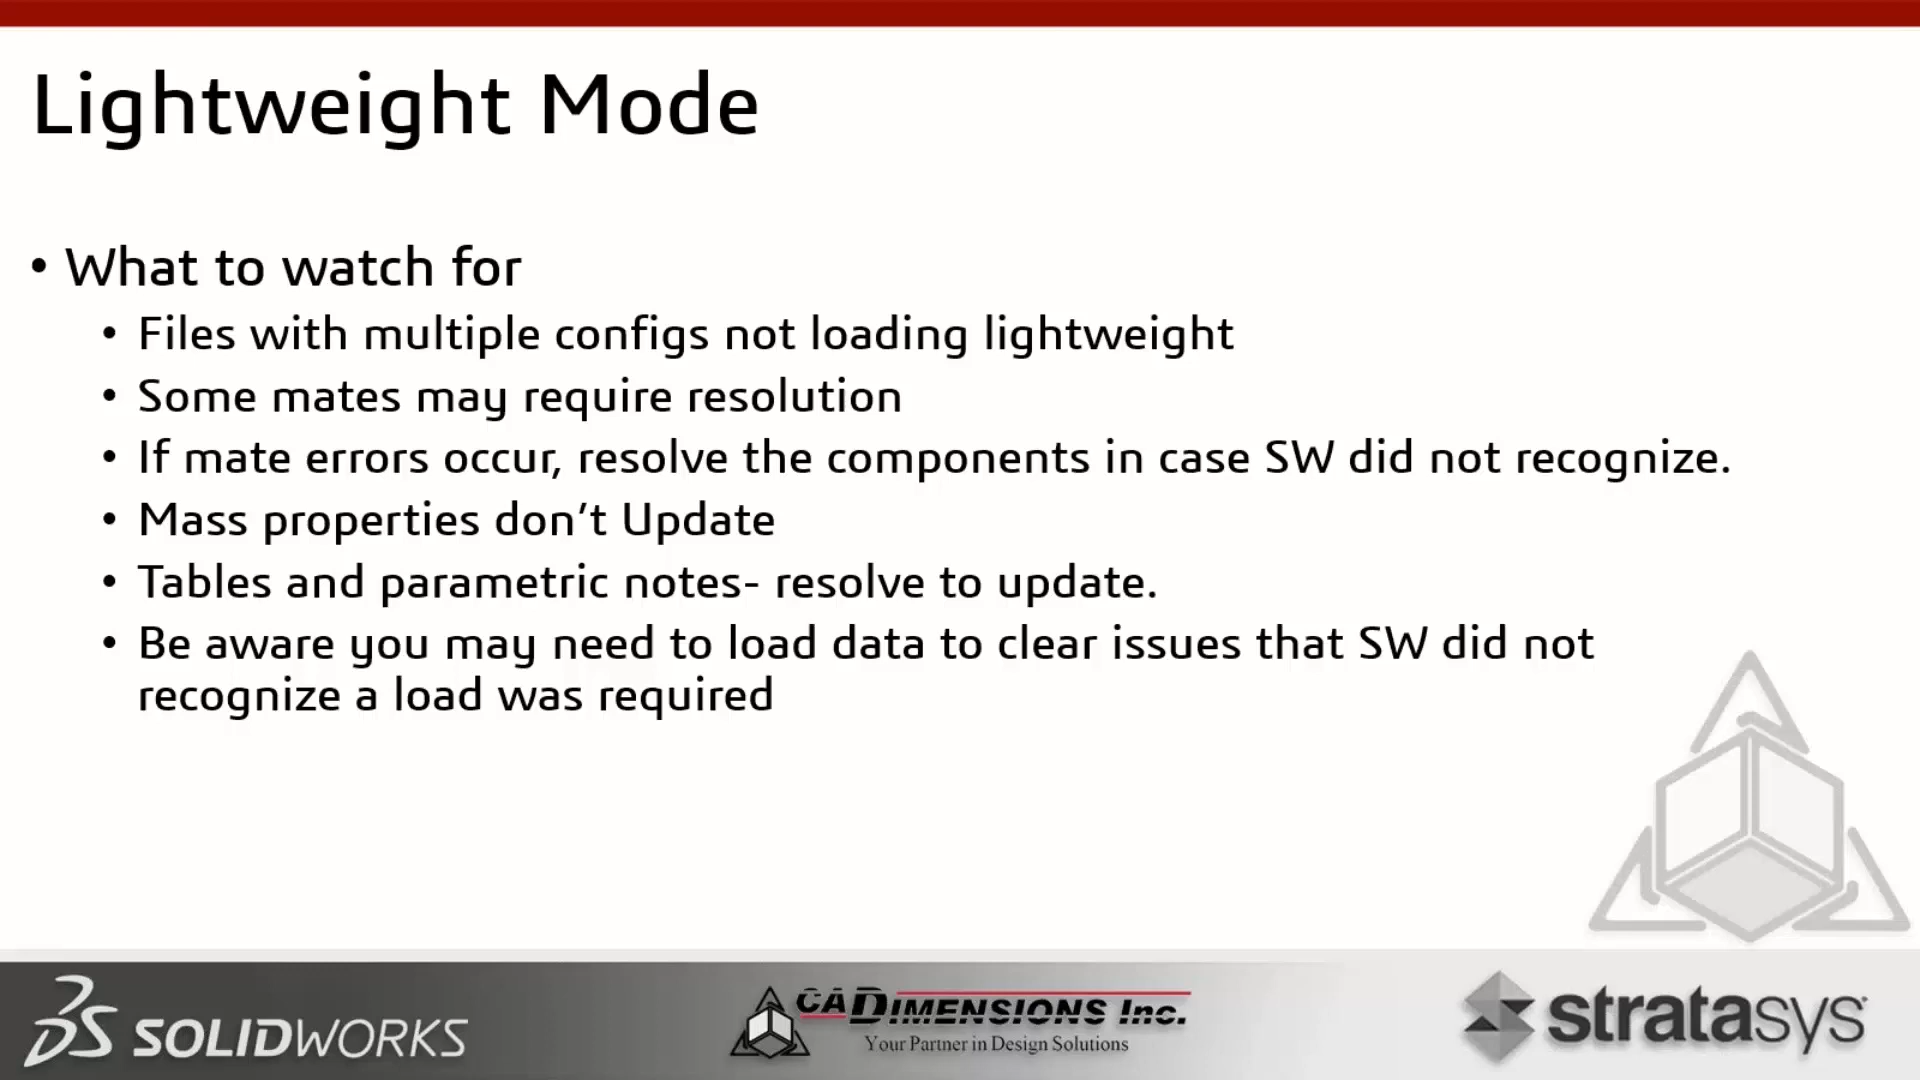 Lightweight Mode
• What to watch for
• Files with multiple configs not loading lightweight
• Some mates may require resolution
• If mate errors occur, resolve the components in case SW did not recognize.
• Mass properties don’t Update
• Tables and parametric notes- resolve to update.
• Be aware you may need to load data to clear issues that SW did not
recognize a load was required
SOLIDWORKS
CADIMENSIONS Inc.
Your Partner in Design Solutions
stratasys